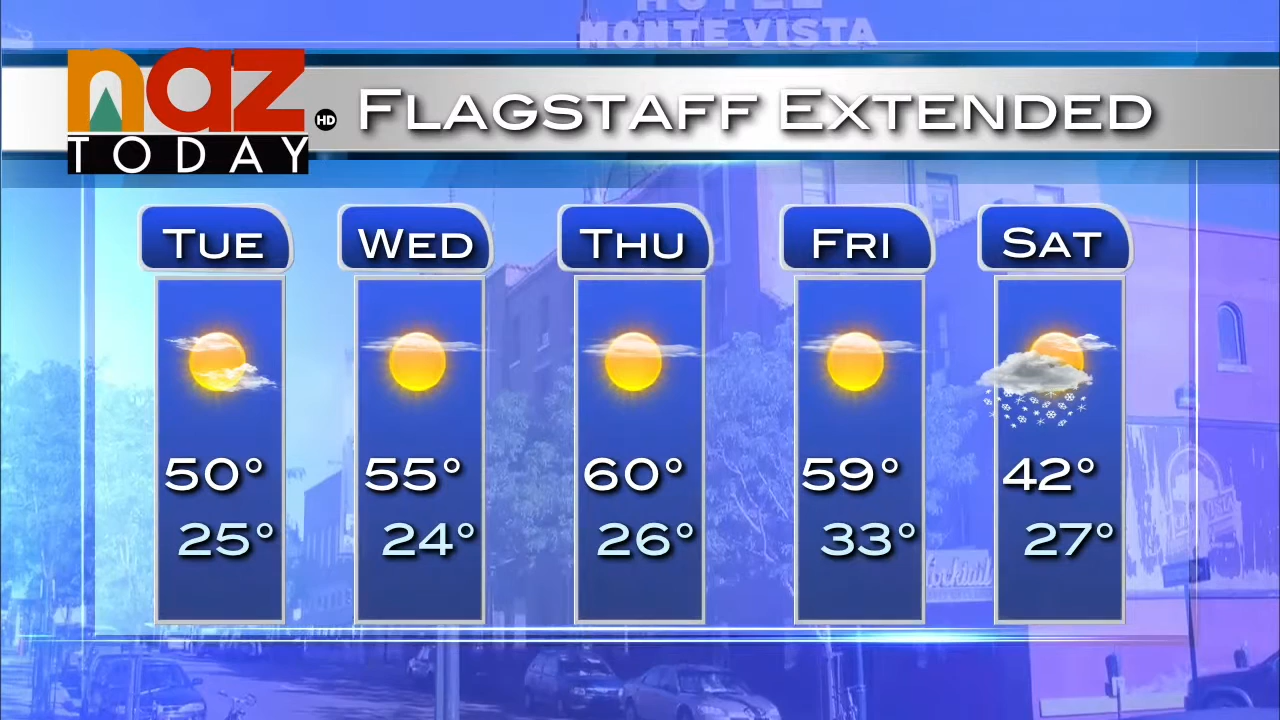 HOTEL
MONTE VISTA
naz
TODAY
HD
FLAGSTAFF EXTENDED
TUE
WED
THU
FRI
SAT
50°
55°
60°
59°
42°
25°
24°
26°
33°
27°
Cocktail